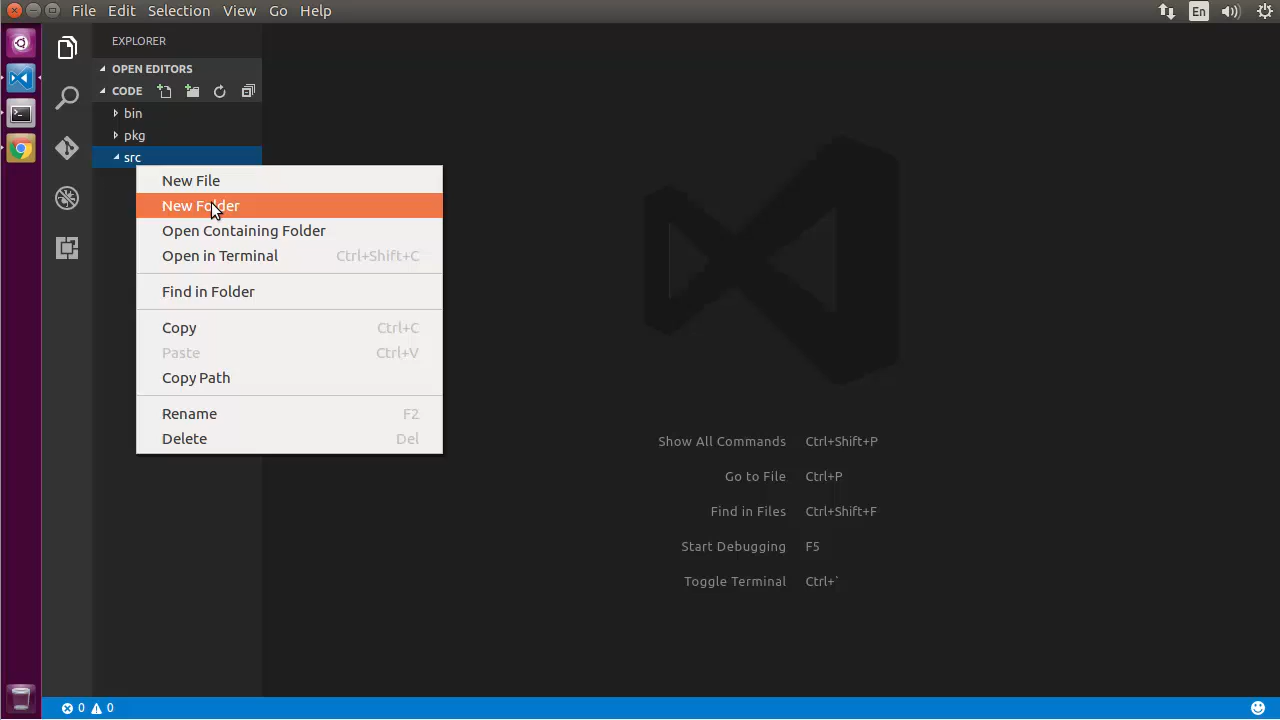 File Edit Selection View Go Help En
EXPLORER
OPEN EDITORS
CODE
bin
pkg
src
New File
New Folder
Open Containing Folder
Open in Terminal Ctrl+Shift+C
Find in Folder
Copy Ctrl+C
Paste Ctrl+V
Copy Path
Rename F2
Delete Del
Show All Commands Ctrl+Shift+P
Go to File Ctrl+P
Find in Files Ctrl+Shift+F
Start Debugging F5
Toggle Terminal Ctrl+`
0 0